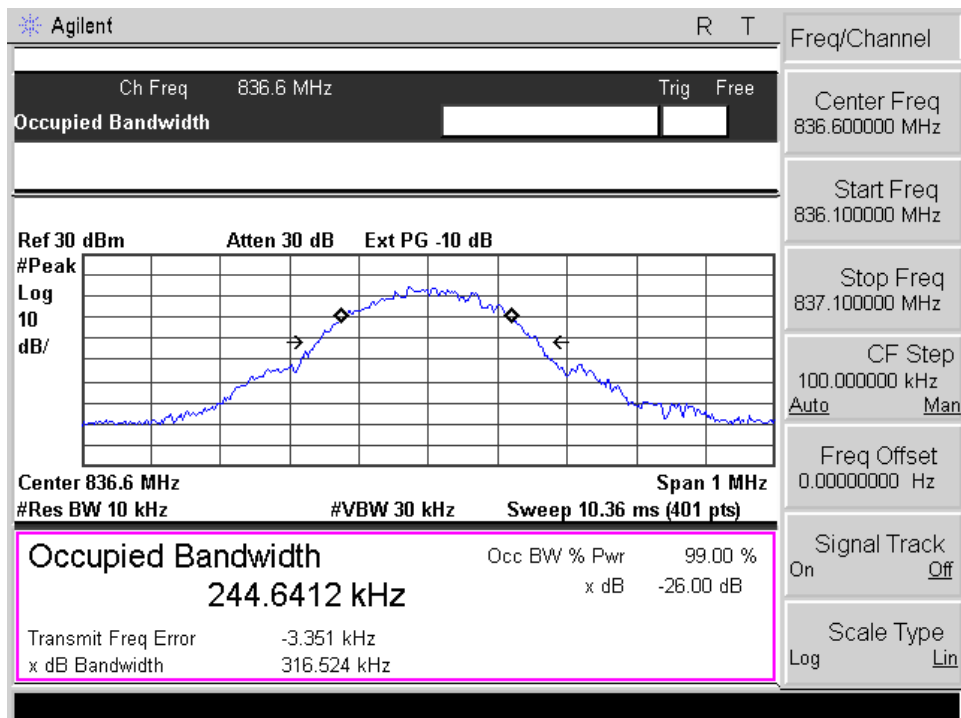 Agilent R T
Ch Freq 836.6 MHz Trig Free
Occupied Bandwidth
Ref 30 dBm Atten 30 dB Ext PG -10 dB
#Peak
Log
10
dB/
Center 836.6 MHz Span 1 MHz
#Res BW 10 kHz #VBW 30 kHz Sweep 10.36 ms (401 pts)
Occupied Bandwidth Occ BW % Pwr 99.00 %
244.6412 kHz x dB -26.00 dB
Transmit Freq Error -3.351 kHz
x dB Bandwidth 316.524 kHz
Freq/Channel
Center Freq
836.600000 MHz
Start Freq
836.100000 MHz
Stop Freq
837.100000 MHz
CF Step
100.000000 kHz
Auto Man
Freq Offset
0.00000000 Hz
Signal Track
On Off
Scale Type
Log Lin